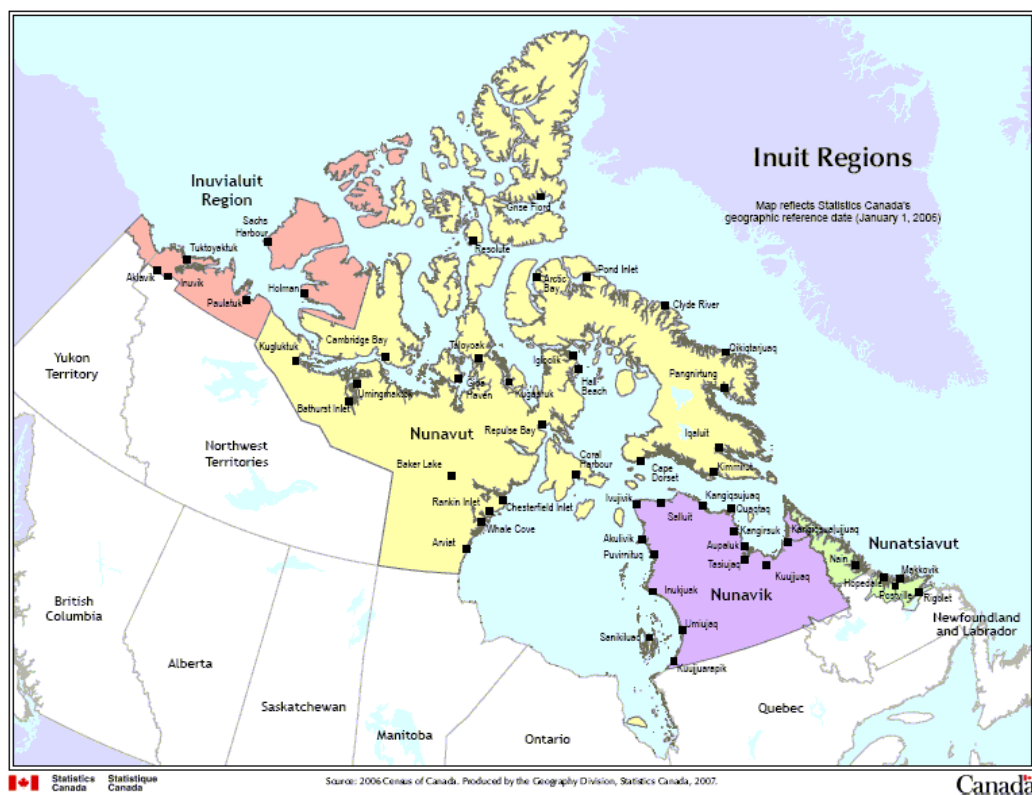 Inuit Regions
Map reflects Statistics Canada's
geographic reference date (January 1, 2006)
Inuvialuit
Region
Sachs
Harbour
Tuktoyaktuk
Aklavik
Inuvik
Paulatuk
Holman
Grise Fiord
Resolute
Arctic
Bay
Pond Inlet
Clyde River
Qikiqtarjuaq
Pangnirtung
Kugluktuk
Cambridge Bay
Taloyoak
Igloolik
Hall
Beach
Umingmaktok
Gjoa
Haven
Kugaaruk
Bathurst Inlet
Yukon
Territory
Northwest
Territories
Nunavut
Repulse Bay
Iqaluit
Baker Lake
Coral
Harbour
Cape
Dorset
Kimmirut
Rankin Inlet
Chesterfield Inlet
Whale Cove
Arviat
Ivujivik
Salluit
Kangiqsujuaq
Quaqtaq
Kangirsuk
Kangiqsualujjuaq
Akulivik
Aupaluk
Puvirnituq
Tasiujaq
Kuujjuaq
Nunatsiavut
Nain
Makkovik
Hopedale
Postville
Rigolet
Inukjuak
Nunavik
Umiujaq
Sanikiluaq
Kuujjuarapik
Newfoundland
and Labrador
British
Columbia
Alberta
Saskatchewan
Manitoba
Ontario
Quebec
Statistics Statistique
Canada Canada
Source: 2006 Census of Canada. Produced by the Geography Division, Statistics Canada, 2007.
Canada